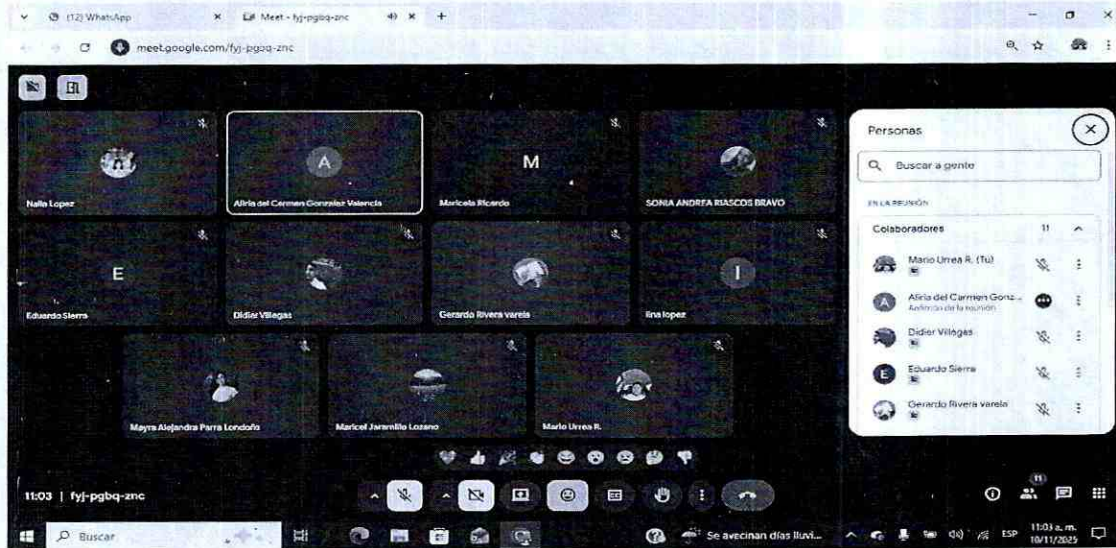 (12) WhatsApp
Meet - fyj-pgbq-znc
meet.google.com/fyj-pgbq-znc
Nalla Lopez
A
Aliria del Carmen Gonzalez Valencia
M
Maricela Ricardo
SONIA ANDREA RIASCOS BRAVO
E
Eduardo Sierra
Didier Villegas
Gerardo Rivera varela
I
lina lopez
Mayra Alejandra Parra Londoño
Maricel Jaramillo Lozano
Mario Urrea R.
Personas
Buscar a gente
EN LA REUNIÓN
Colaboradores 11
Mario Urrea R. (Tú)
A
Aliria del Carmen Gonz...
Anfitrión de la reunión
Didier Villegas
E
Eduardo Sierra
Gerardo Rivera varela
11:03 | fyj-pgbq-znc
11
Buscar
Se avecinan días lluvi...
ESP
11:03 a. m.
10/11/2025